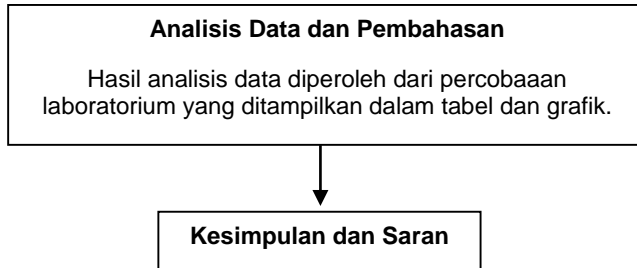 Analisis Data dan Pembahasan
Hasil analisis data diperoleh dari percobaaan
laboratorium yang ditampilkan dalam tabel dan grafik.
Kesimpulan dan Saran